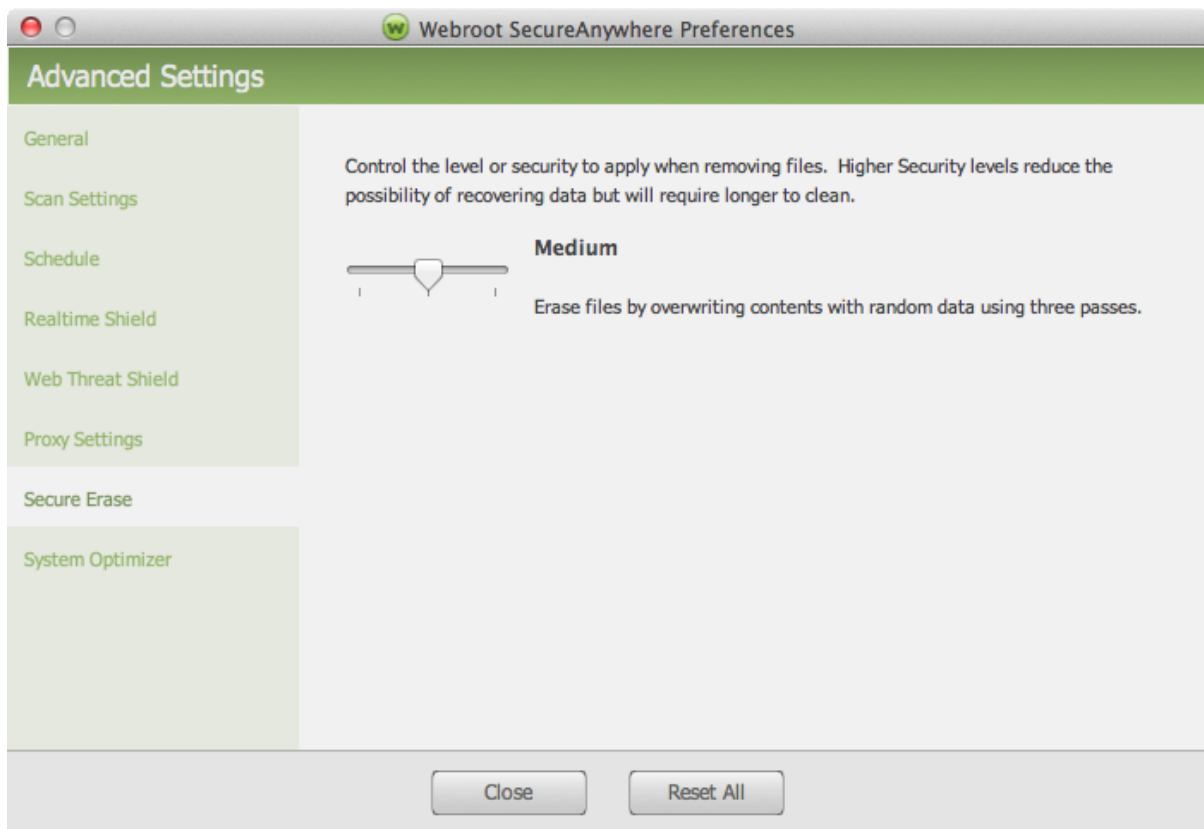 Webroot SecureAnywhere Preferences
Advanced Settings
General
Scan Settings
Schedule
Realtime Shield
Web Threat Shield
Proxy Settings
Secure Erase
System Optimizer
Control the level or security to apply when removing files.  Higher Security levels reduce the
possibility of recovering data but will require longer to clean.
Medium
Erase files by overwriting contents with random data using three passes.
Close
Reset All